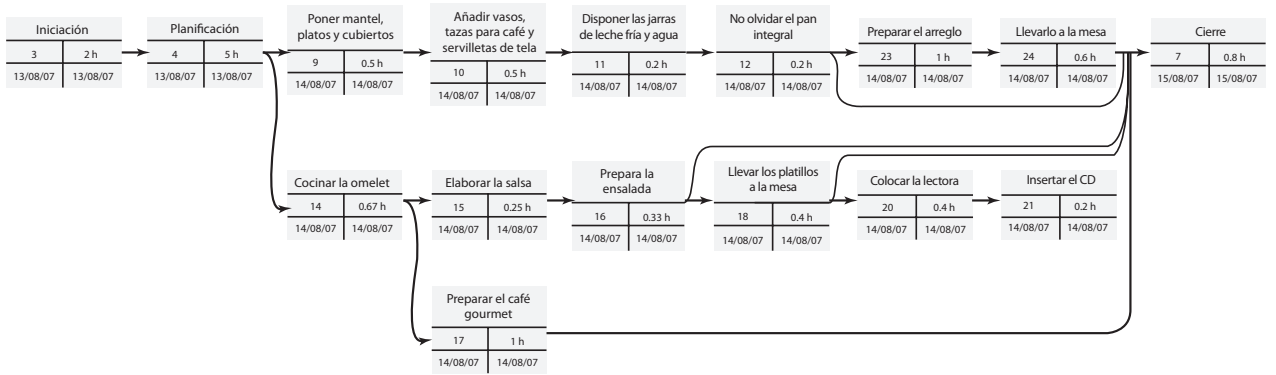 Iniciación
3 2 h
13/08/07 13/08/07
Planificación
4 5 h
13/08/07 13/08/07
Poner mantel,
platos y cubiertos
9 0.5 h
14/08/07 14/08/07
Añadir vasos,
tazas para café y
servilletas de tela
10 0.5 h
14/08/07 14/08/07
Disponer las jarras
de leche fría y agua
11 0.2 h
14/08/07 14/08/07
No olvidar el pan
integral
12 0.2 h
14/08/07 14/08/07
Preparar el arreglo
23 1 h
14/08/07 14/08/07
Llevarlo a la mesa
24 0.6 h
14/08/07 14/08/07
Cierre
7 0.8 h
15/08/07 15/08/07
Cocinar la omelet
14 0.67 h
14/08/07 14/08/07
Elaborar la salsa
15 0.25 h
14/08/07 14/08/07
Prepara la
ensalada
16 0.33 h
14/08/07 14/08/07
Llevar los platillos
a la mesa
18 0.4 h
14/08/07 14/08/07
Colocar la lectora
20 0.4 h
14/08/07 14/08/07
Insertar el CD
21 0.2 h
14/08/07 14/08/07
Preparar el café
gourmet
17 1 h
14/08/07 14/08/07